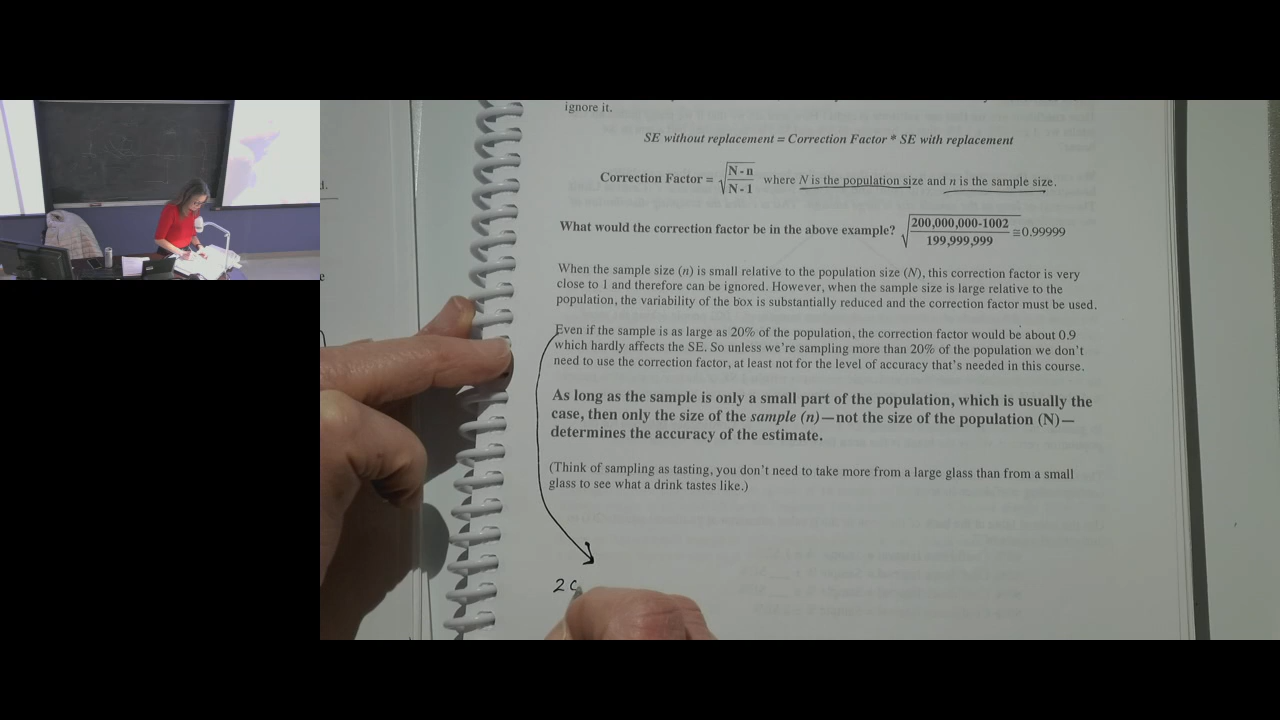 ignore it.
SE without replacement = Correction Factor * SE with replacement
Correction Factor = √(N - n / N - 1) where N is the population size and n is the sample size.
What would the correction factor be in the above example? √(200,000,000-1002 / 199,999,999) ≅ 0.99999
When the sample size (n) is small relative to the population size (N), this correction factor is very
close to 1 and therefore can be ignored. However, when the sample size is large relative to the
population, the variability of the box is substantially reduced and the correction factor must be used.
Even if the sample is as large as 20% of the population, the correction factor would be about 0.9
which hardly affects the SE. So unless we're sampling more than 20% of the population we don't
need to use the correction factor, at least not for the level of accuracy that's needed in this course.
As long as the sample is only a small part of the population, which is usually the
case, then only the size of the sample (n)—not the size of the population (N)—
determines the accuracy of the estimate.
(Think of sampling as tasting, you don't need to take more from a large glass than from a small
glass to see what a drink tastes like.)
2